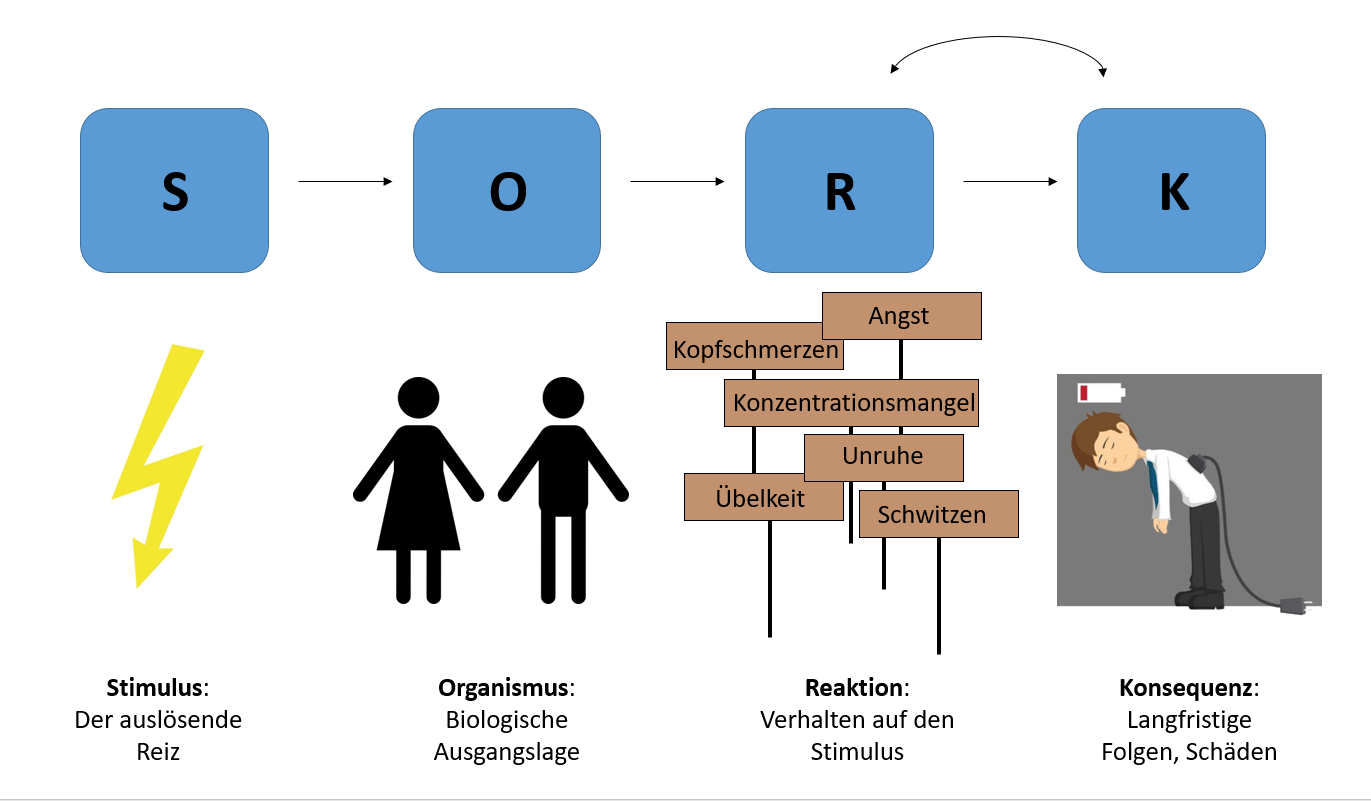 S
O
R
K
Angst
Kopfschmerzen
Konzentrationsmangel
Unruhe
Übelkeit
Schwitzen
Stimulus:
Der auslösende
Reiz
Organismus:
Biologische
Ausgangslage
Reaktion:
Verhalten auf den
Stimulus
Konsequenz:
Langfristige
Folgen, Schäden